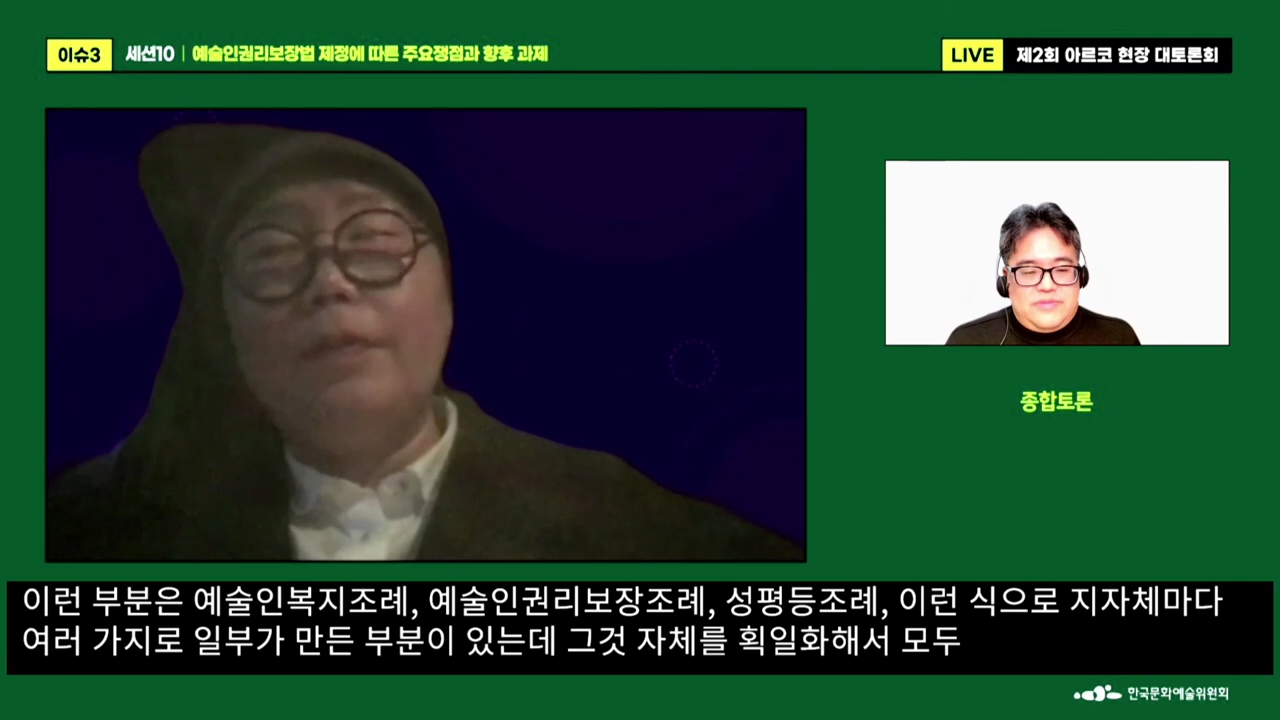 이슈3
세션10 | 예술인권리보장법 제정에 따른 주요쟁점과 향후 과제
LIVE
제2회 아르코 현장 대토론회
종합토론
이런 부분은 예술인복지조례, 예술인권리보장조례, 성평등조례, 이런 식으로 지자체마다
여러 가지로 일부가 만든 부분이 있는데 그것 자체를 획일화해서 모두
한국문화예술위원회